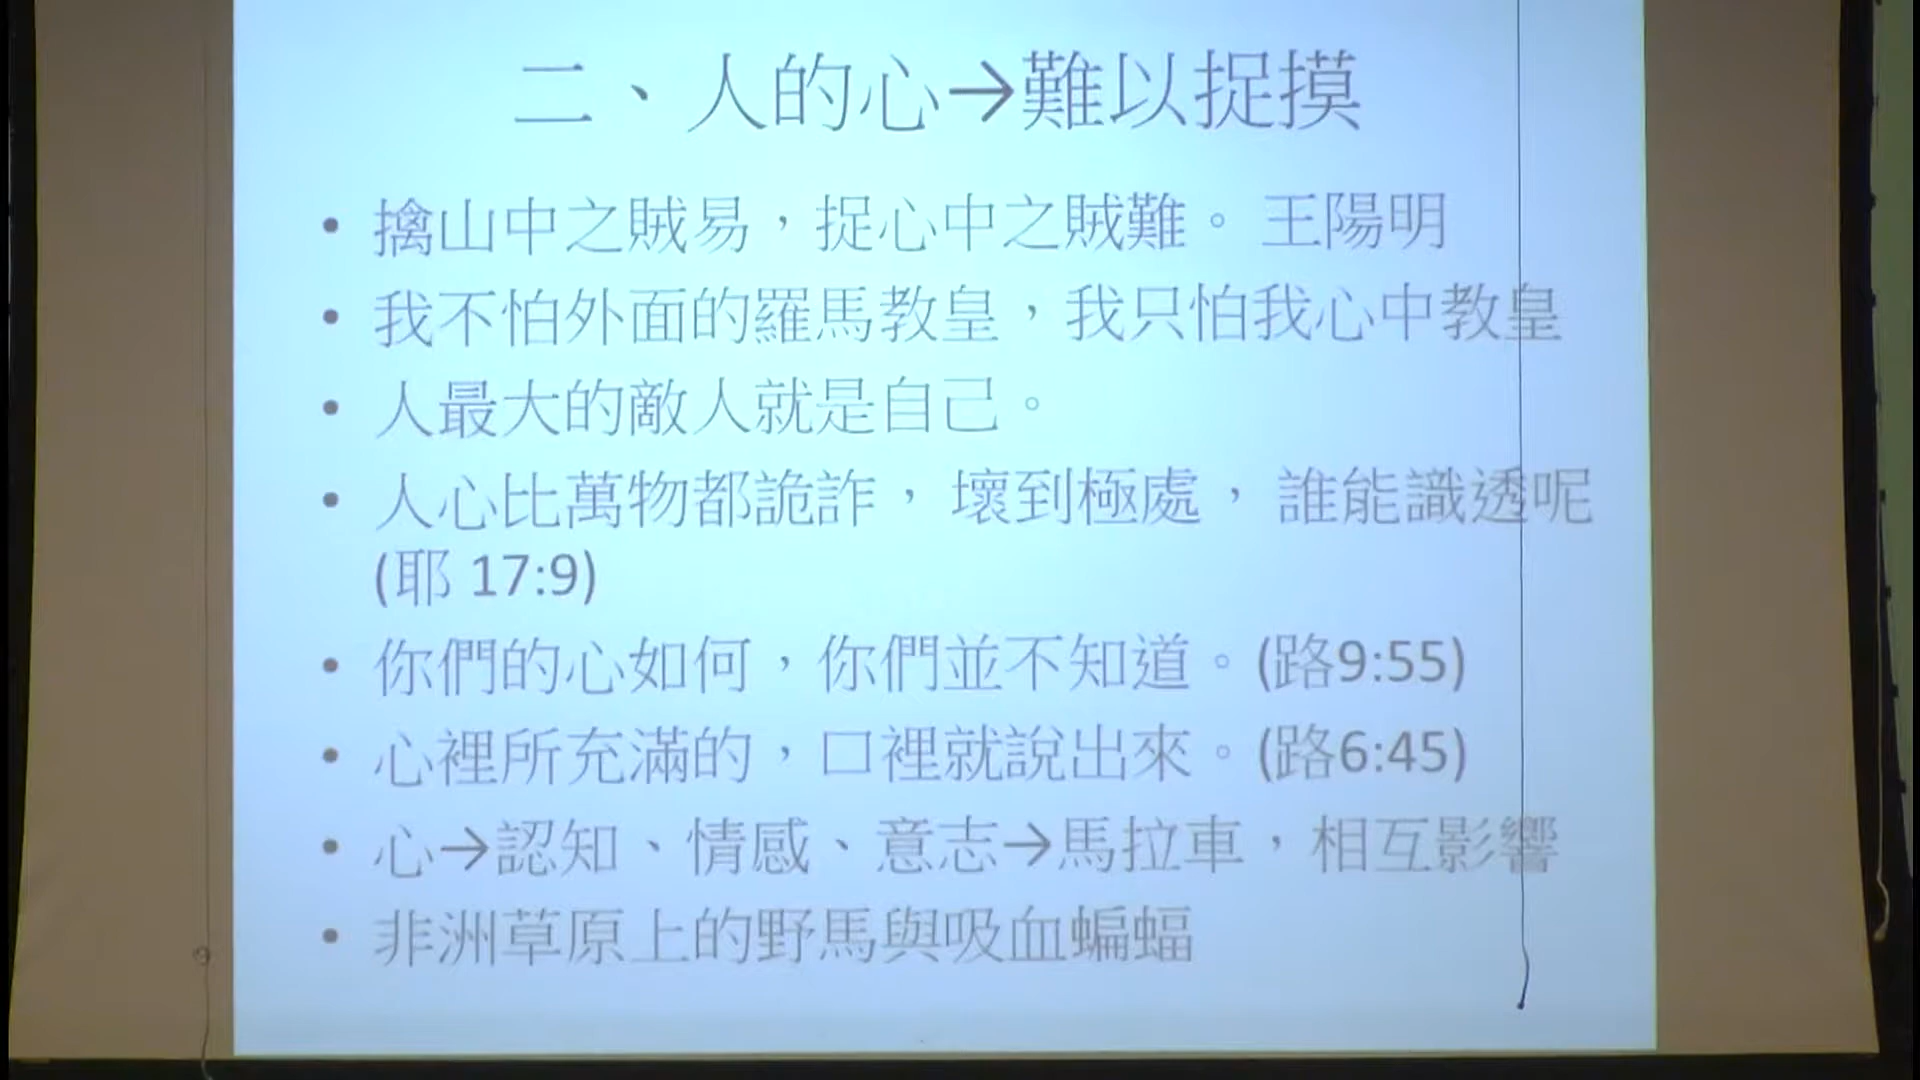 二、人的心→難以捉摸
• 擒山中之賊易，捉心中之賊難。 王陽明
• 我不怕外面的羅馬教皇，我只怕我心中教皇
• 人最大的敵人就是自己。
• 人心比萬物都詭詐， 壞到極處， 誰能識透呢
(耶 17:9)
• 你們的心如何，你們並不知道。(路9:55)
• 心裡所充滿的，口裡就說出來。(路6:45)
• 心→認知、情感、意志→馬拉車，相互影響
• 非洲草原上的野馬與吸血蝙蝠